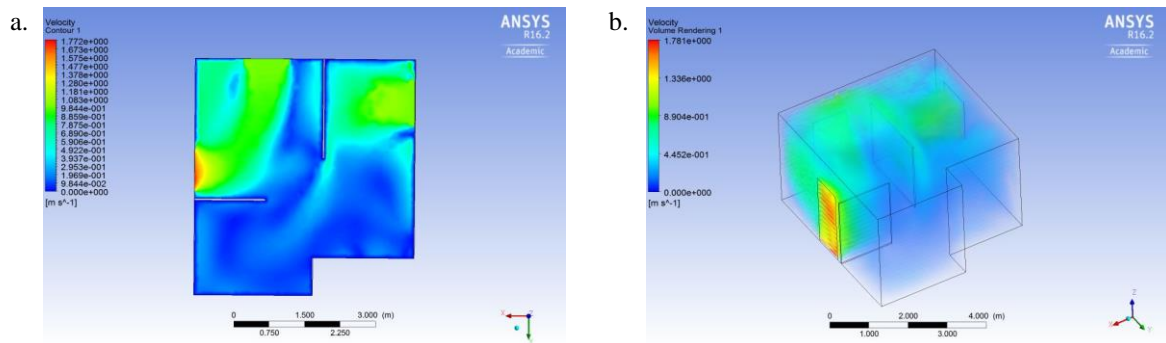 a.
Velocity
Contour 1
1.772e+000
1.673e+000
1.575e+000
1.477e+000
1.378e+000
1.280e+000
1.181e+000
1.083e+000
9.844e-001
8.859e-001
7.875e-001
6.890e-001
5.906e-001
4.922e-001
3.937e-001
2.953e-001
1.969e-001
9.844e-002
0.000e+000
[m s^-1]
ANSYS
R16.2
Academic
0 1.500 3.000 (m)
0.750 2.250
X
Z
b.
Velocity
Volume Rendering 1
1.781e+000
1.336e+000
8.904e-001
4.452e-001
0.000e+000
[m s^-1]
ANSYS
R16.2
Academic
0 2.000 4.000 (m)
1.000 3.000
Z
X
Y